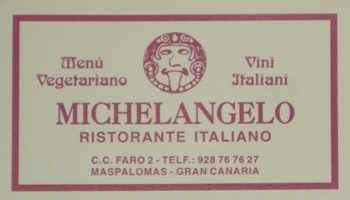 Menú
Vegetariano
Vini
Italiani
MICHELANGELO
RISTORANTE ITALIANO
C.C. FARO 2 - TELF.: 928 76 76 27
MASPALOMAS - GRAN CANARIA